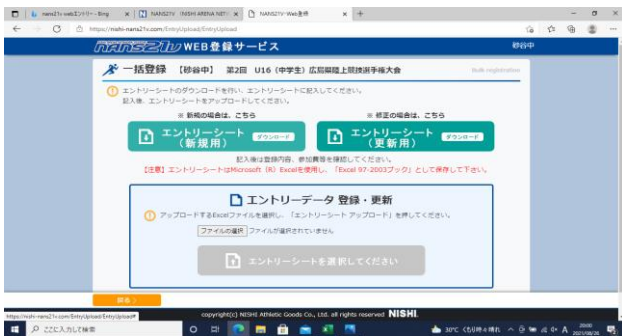 nans21v web エントリー - Bing
NANS21V (NISHI ARENA NET)
NANS21V-Web登録
https://nishi-nans21v.com/EntryUpload/EntryUpload
NANS21V WEB登録サービス
砂谷中
一括登録 【砂谷中】 第2回 U16（中学生）広島県陸上競技選手権大会
Bulk registration
エントリーシートのダウンロードを行い、エントリーシートに記入してください。
記入後、エントリーシートをアップロードしてください。
※ 新規の場合は、こちら
※ 修正の場合は、こちら
エントリーシート
（新規用）
ダウンロード
エントリーシート
（更新用）
ダウンロード
記入後は登録内容、参加費等を確認してください。
【注意】エントリーシートはMicrosoft（R）Excelを使用し、「Excel 97-2003ブック」として保存して下さい。
エントリーデータ 登録・更新
アップロードするExcelファイルを選択し、「エントリーシート アップロード」を押してください。
ファイルの選択 ファイルが選択されていません
エントリーシートを選択してください
戻る
https://nishi-nans21v.com/EntryUpload/EntryUpload#
copyright(c) NISHI Athletic Goods Co., Ltd. all rights reserved NISHI.
ここに入力して検索
30°C くもり時々晴れ
A
20:00
2021/08/26